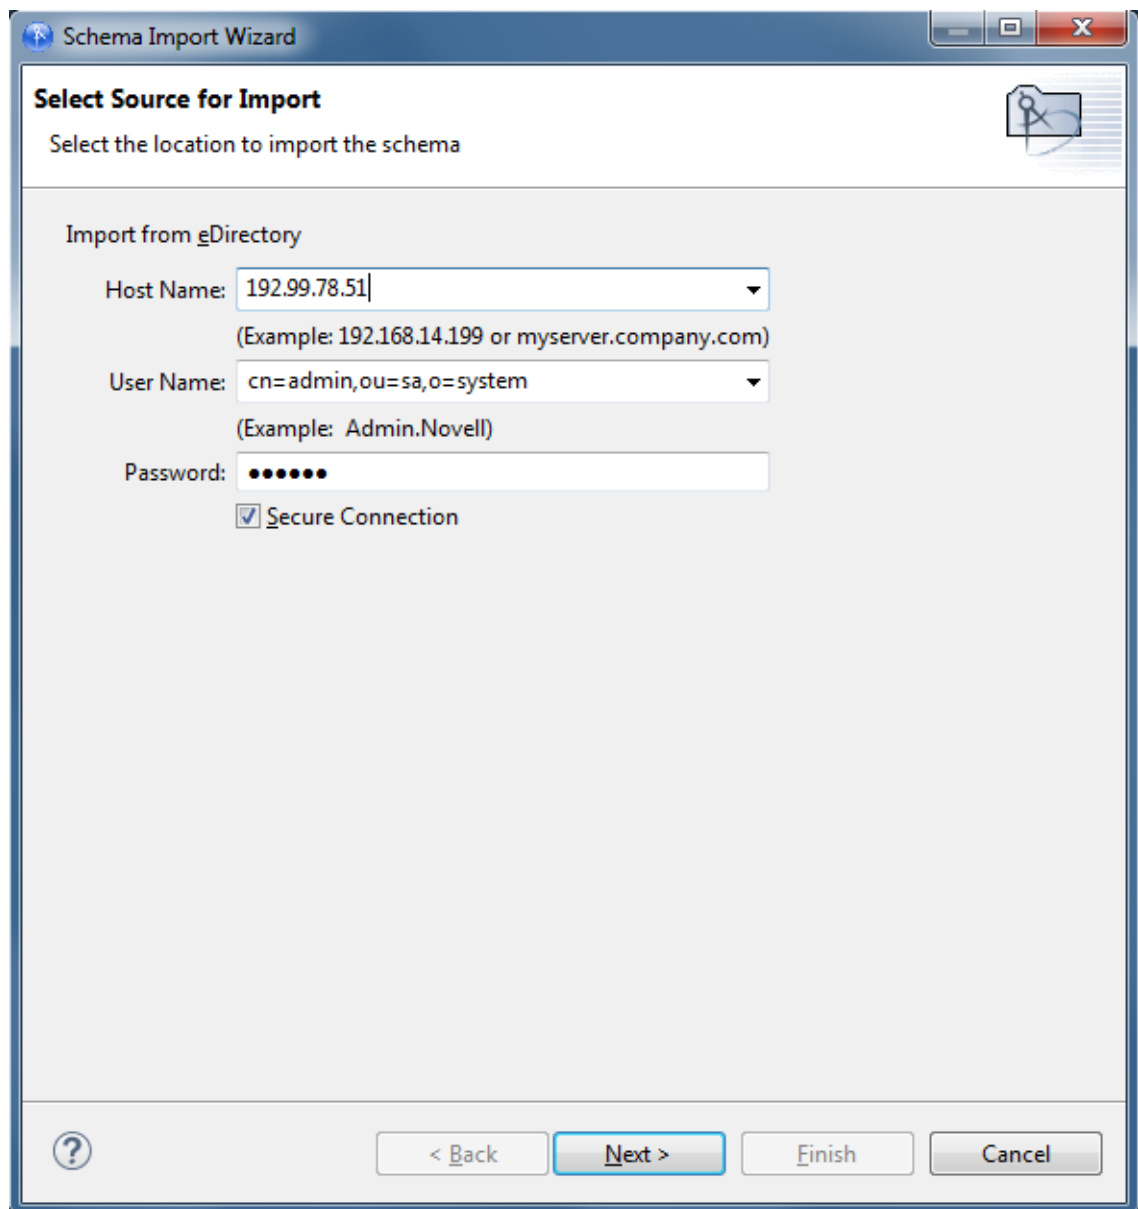 Schema Import Wizard
Select Source for Import
Select the location to import the schema
Import from eDirectory
Host Name: 192.99.78.51
(Example: 192.168.14.199 or myserver.company.com)
User Name: cn=admin,ou=sa,o=system
(Example:  Admin.Novell)
Password: ●●●●●●
Secure Connection
? < Back Next > Finish Cancel